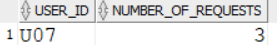 USER_ID NUMBER_OF_REQUESTS
1 U07 3